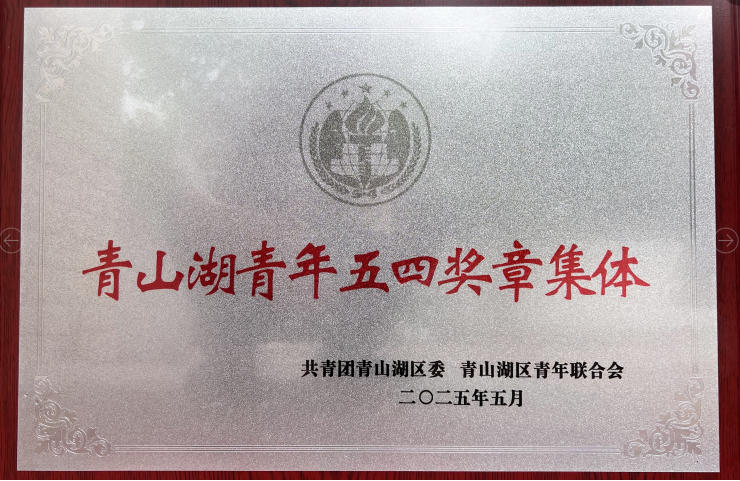 青山湖青年五四奖章集体
共青团青山湖区委 青山湖区青年联合会
二〇二五年五月